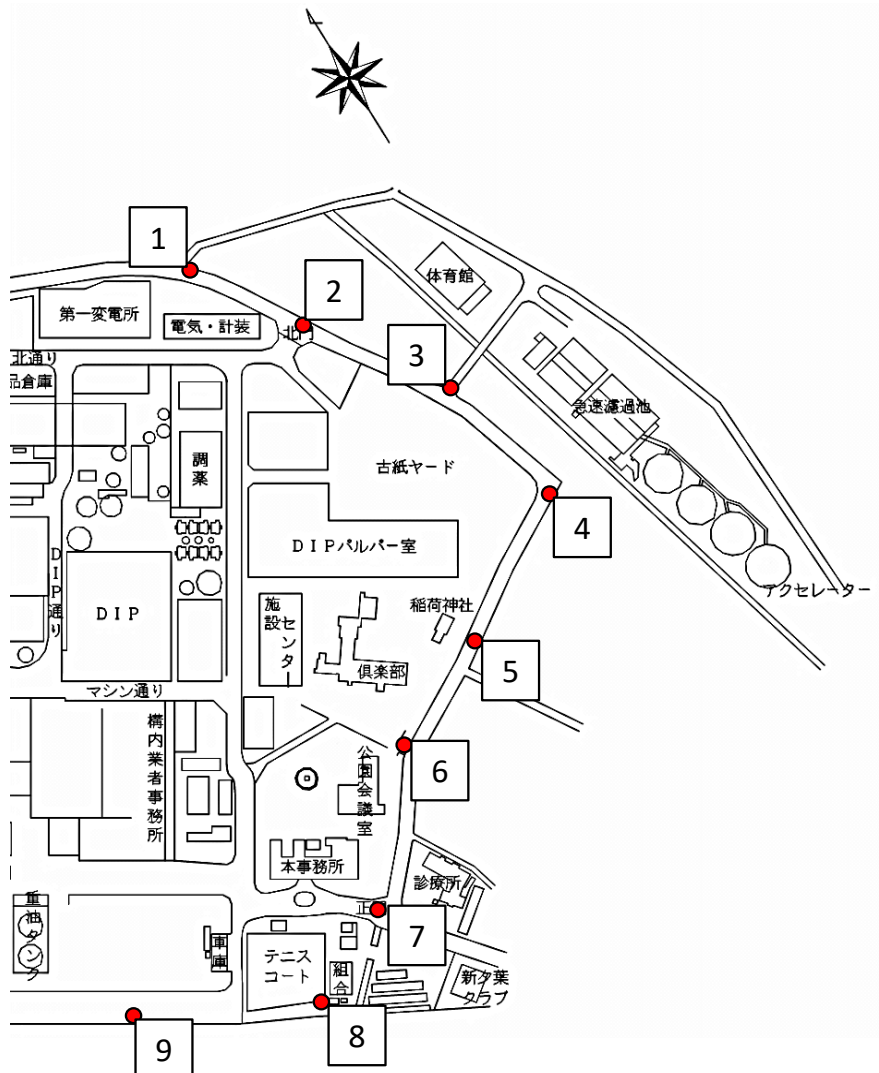 1
2
3
4
5
6
7
8
9
体育館
第一変電所
電気・計装
北門
北通り
品倉庫
急速濾過池
調薬
古紙ヤード
DIPパルパー室
DIP通り
DIP
アクセレーター
稲荷神社
施設センター
倶楽部
マシン通り
構内業者事務所
公園会議室
本事務所
診療所
重油タンク
車庫
テニス
コート
組合
新夕葉
クラブ